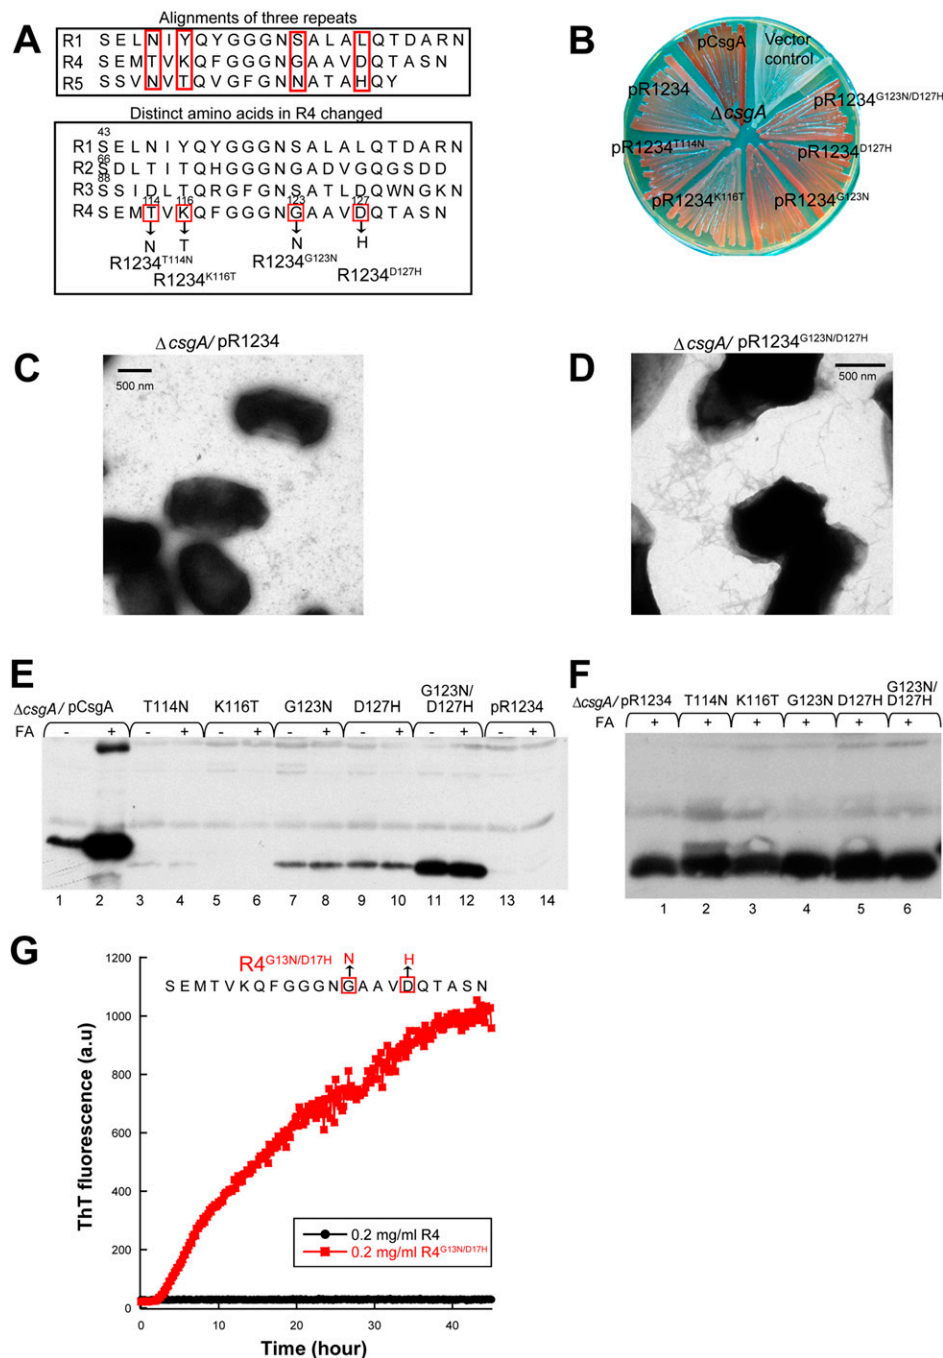 A
Alignments of three repeats
R1 S E L N I Y Q Y G G G N S A L A L Q T D A R N
R4 S E M T V K Q F G G G N G A A V D Q T A S N
R5 S S V N V T Q V G F G N N A T A H Q Y
Distinct amino acids in R4 changed
43
R1 S E L N I Y Q Y G G G N S A L A L Q T D A R N
66
R2 S D L T I T Q H G G G N G A D V G Q G S D D
88
R3 S S I D L T Q R G F G N S A T L D Q W N G K N
114 116 123 127
R4 S E M T V K Q F G G G N G A A V D Q T A S N
N T N H
R1234T114N R1234K116T R1234G123N R1234D127H
B
pCsgA
Vector
control
pR1234
ΔcsgA
pR1234G123N/D127H
pR1234T114N
pR1234D127H
pR1234K116T
pR1234G123N
C
ΔcsgA/ pR1234
500 nm
D
ΔcsgA/ pR1234G123N/D127H
500 nm
E
ΔcsgA/ pCsgA T114N K116T G123N D127H G123N/D127H pR1234
FA - + - + - + - + - + - + - +
1 2 3 4 5 6 7 8 9 10 11 12 13 14
F
ΔcsgA/ pR1234 T114N K116T G123N D127H G123N/D127H
FA + + + + + +
1 2 3 4 5 6
G
R4G13N/D17H N H
S E M T V K Q F G G G N G A A V D Q T A S N
ThT fluorescence (a.u)
1200
1000
800
600
400
200
0
0.2 mg/ml R4
0.2 mg/ml R4G13N/D17H
0 10 20 30 40
Time (hour)